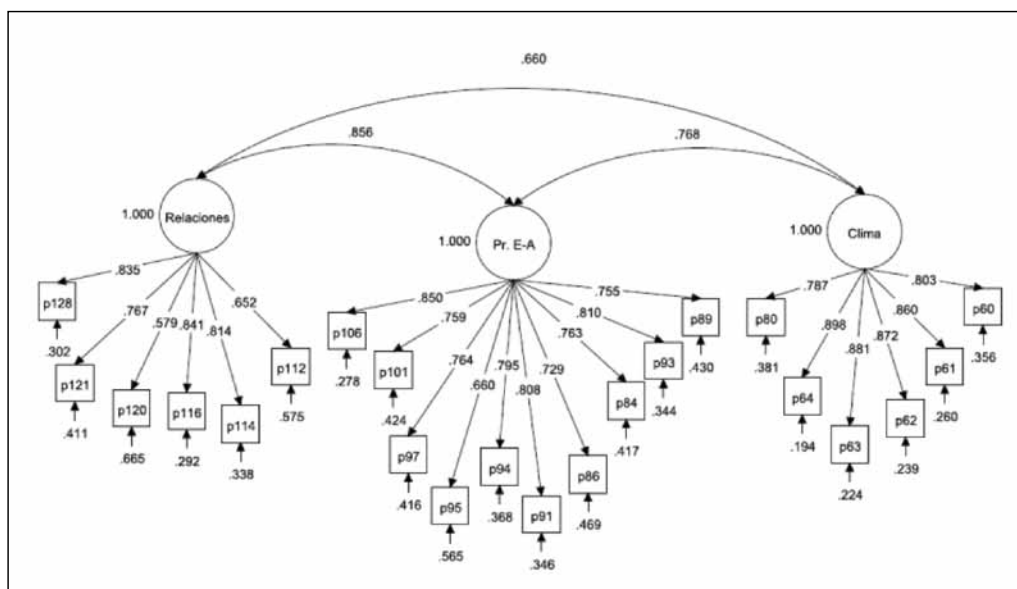 .660
.856
.768
1.000
Relaciones
1.000
Pr. E-A
1.000
Clima
.835
.767
.579
.841
.814
.652
p128
.302
p121
.411
p120
.665
p116
.292
p114
.338
p112
.575
.850
.759
.764
.660
.795
.808
.729
.763
.810
.755
p106
.278
p101
.424
p97
.416
p95
.565
p94
.368
p91
.346
p86
.469
p84
.417
p93
.344
p89
.430
.787
.898
.881
.872
.860
.803
p80
.381
p64
.194
p63
.224
p62
.239
p61
.260
p60
.356